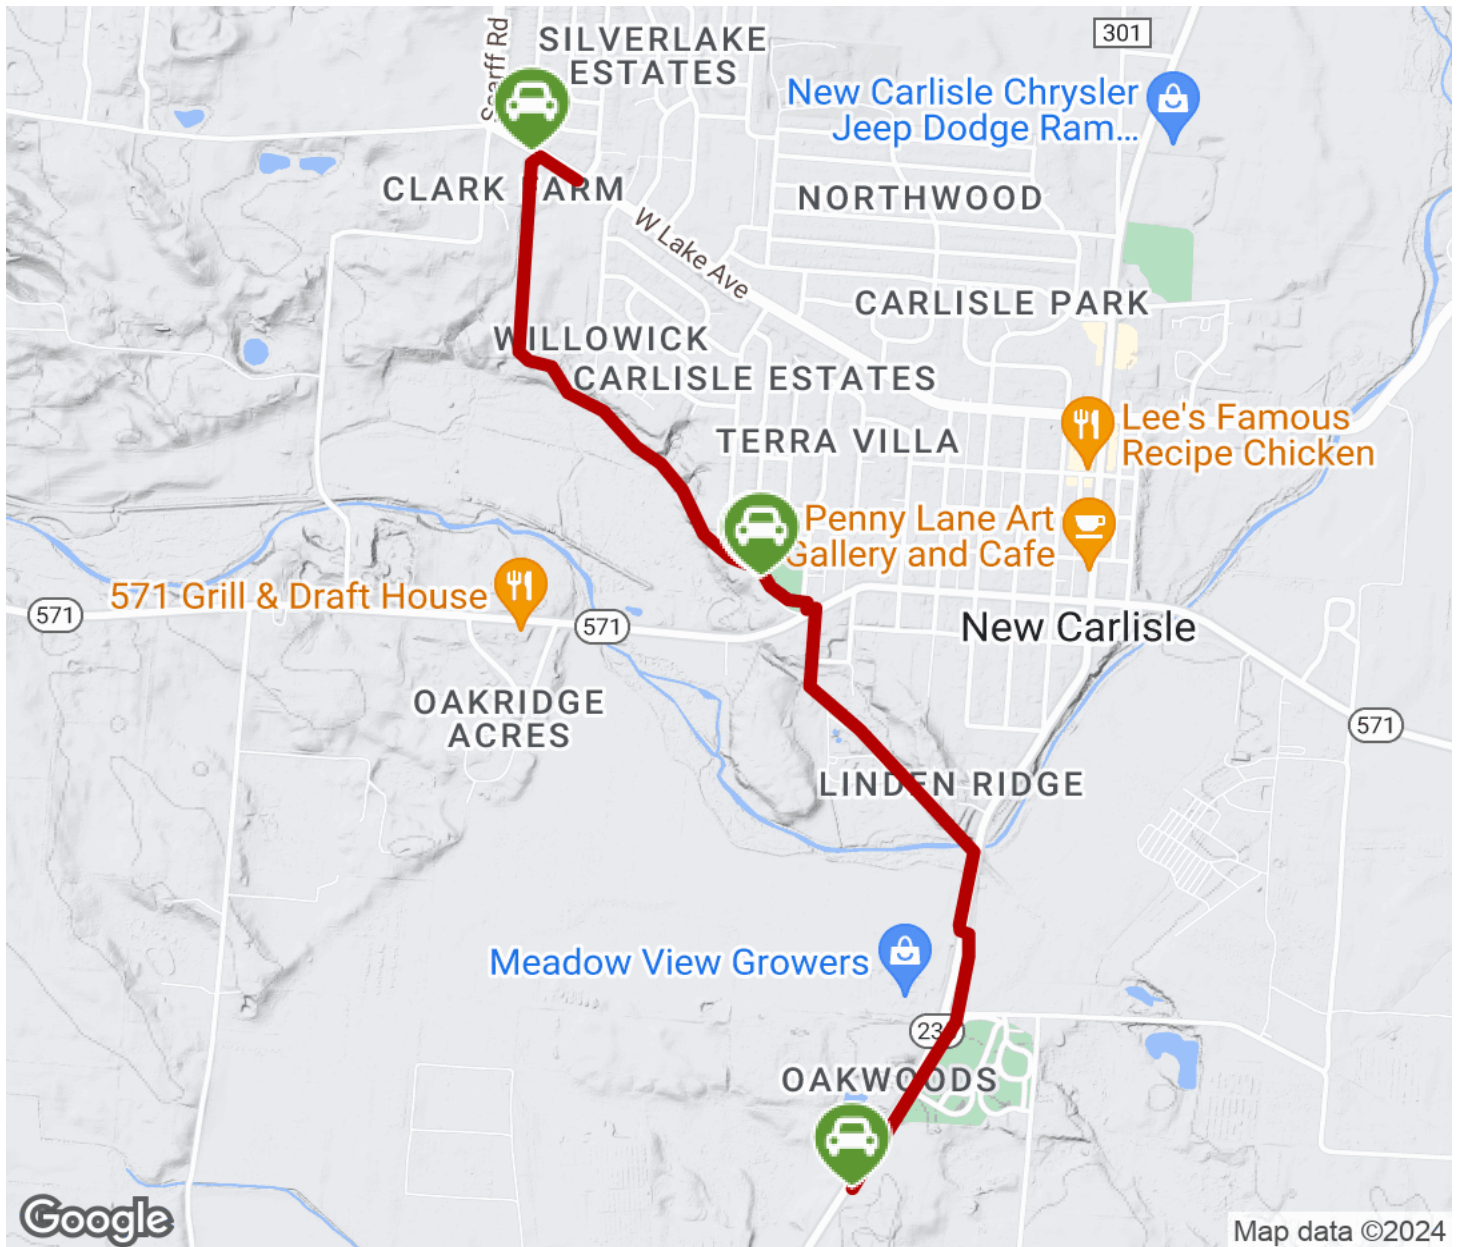 301
Scarff Rd
SILVERLAKE
ESTATES
New Carlisle Chrysler
Jeep Dodge Ram...
CLARK FARM
NORTHWOOD
W Lake Ave
CARLISLE PARK
WILLOWICK
CARLISLE ESTATES
TERRA VILLA
Lee's Famous
Recipe Chicken
Penny Lane Art
Gallery and Cafe
571 Grill & Draft House
571
571
New Carlisle
OAKRIDGE
ACRES
571
LINDEN RIDGE
Meadow View Growers
OAKWOODS
Google
Map data ©2024